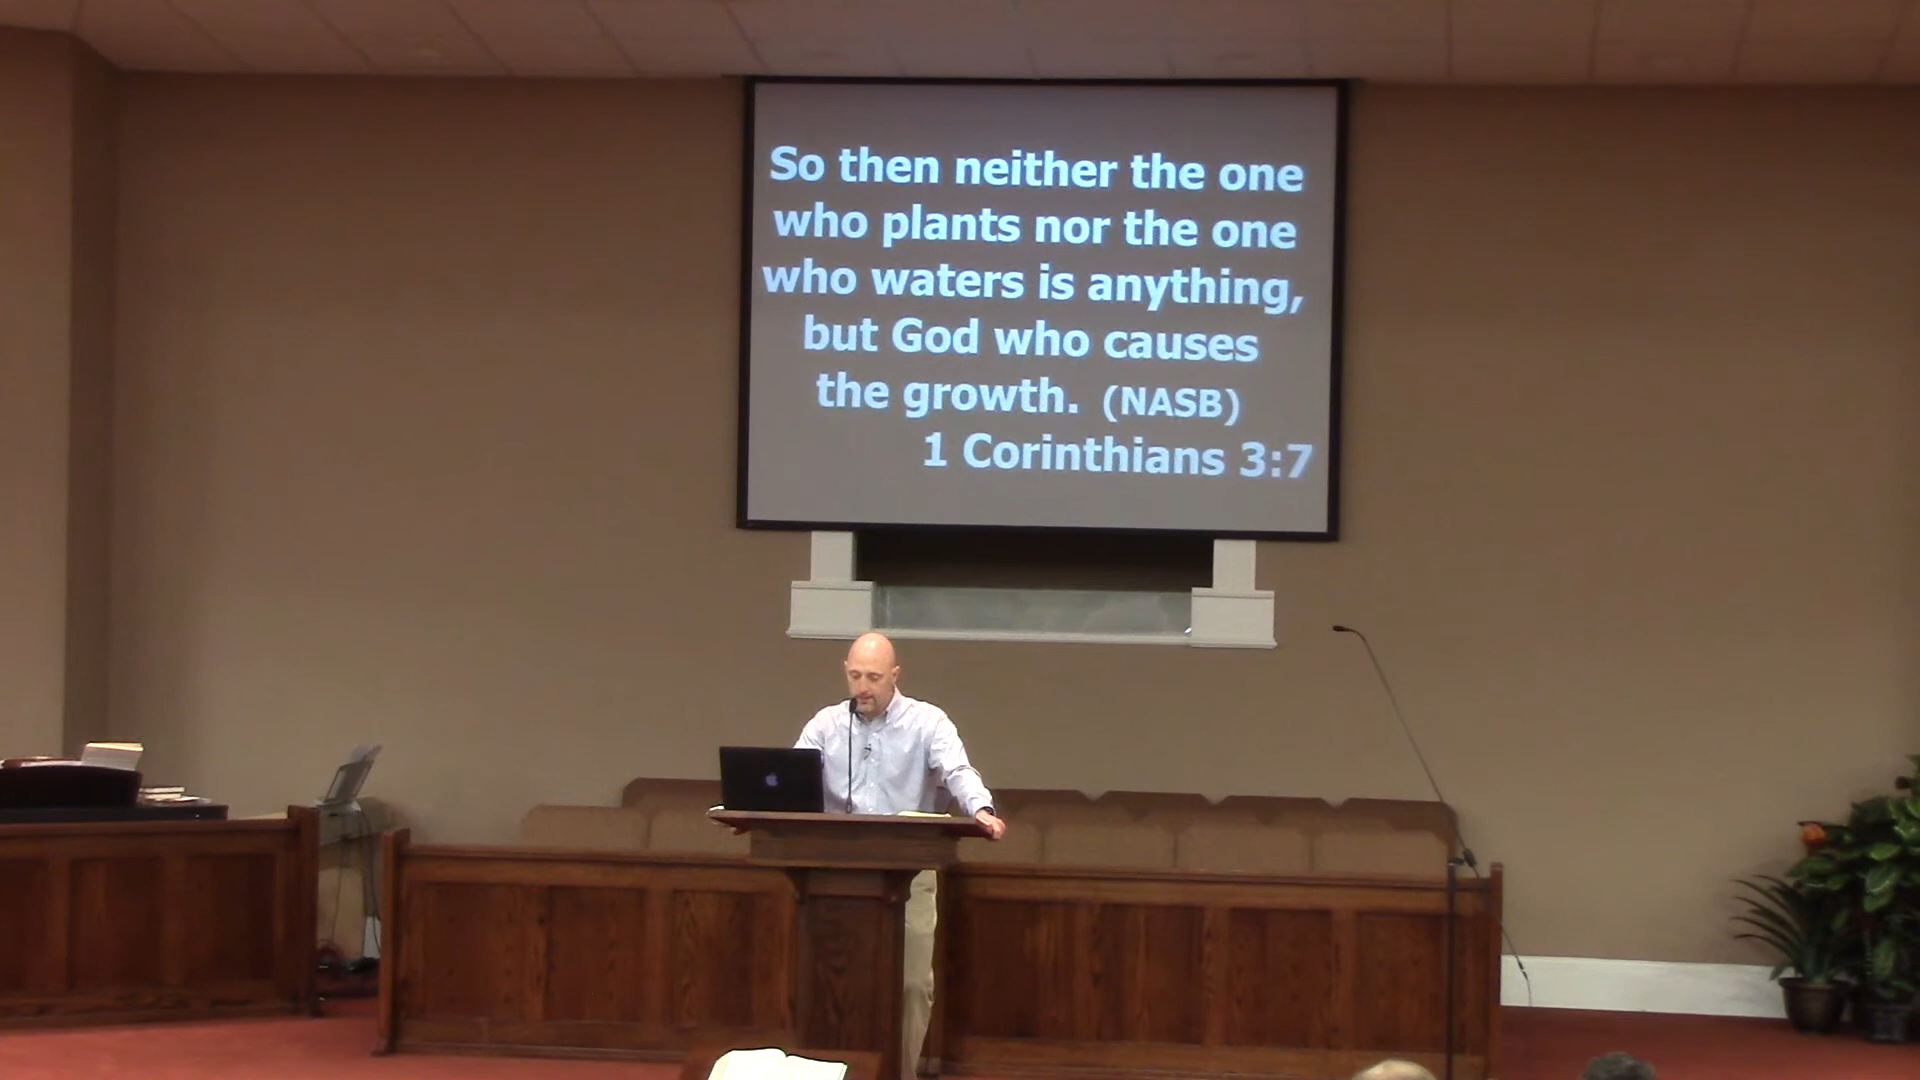 So then neither the one
who plants nor the one
who waters is anything,
but God who causes
the growth. (NASB)
1 Corinthians 3:7